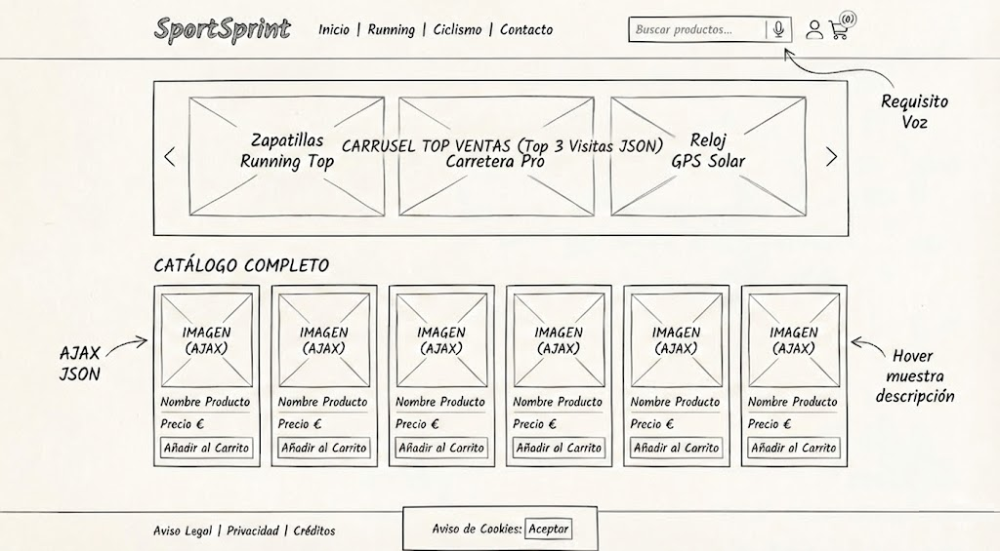 SportSprint
Inicio | Running | Ciclismo | Contacto
Buscar productos...
(0)
Requisito
Voz
CARRUSEL TOP VENTAS (Top 3 Visitas JSON)
Zapatillas
Running Top
Carretera Pro
Reloj
GPS Solar
CATÁLOGO COMPLETO
AJAX
JSON
IMAGEN
(AJAX)
Nombre Producto
Precio €
Añadir al Carrito
IMAGEN
(AJAX)
Nombre Producto
Precio €
Añadir al Carrito
IMAGEN
(AJAX)
Nombre Producto
Precio €
Añadir al Carrito
IMAGEN
(AJAX)
Nombre Producto
Precio €
Añadir al Carrito
IMAGEN
(AJAX)
Nombre Producto
Precio €
Añadir al Carrito
IMAGEN
(AJAX)
Nombre Producto
Precio €
Añadir al Carrito
Hover
muestra
descripción
Aviso Legal | Privacidad | Créditos
Aviso de Cookies: Aceptar